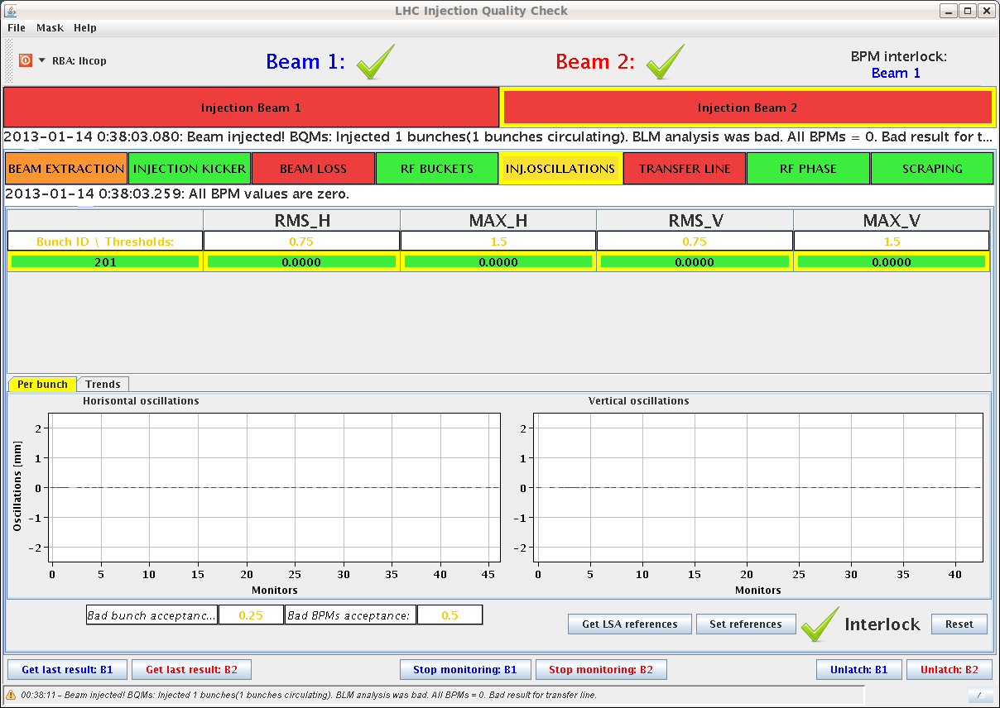 LHC Injection Quality Check
File Mask Help
RBA: lhcop
Beam 1:
Beam 2:
BPM interlock:
Beam 1
Injection Beam 1
Injection Beam 2
2013-01-14 0:38:03.080: Beam injected! BQMs: Injected 1 bunches(1 bunches circulating). BLM analysis was bad. All BPMs = 0. Bad result for t...
BEAM EXTRACTION INJECTION KICKER BEAM LOSS RF BUCKETS INJ.OSCILLATIONS TRANSFER LINE RF PHASE SCRAPING
2013-01-14 0:38:03.259: All BPM values are zero.
RMS_H MAX_H RMS_V MAX_V
Bunch ID \ Thresholds: 0.75 1.5 0.75 1.5
201 0.0000 0.0000 0.0000 0.0000
Per bunch Trends
Horisontal oscillations
Oscillations [mm]
2
1
0
-1
-2
0 5 10 15 20 25 30 35 40 45
Monitors
Vertical oscillations
2
1
0
-1
-2
0 5 10 15 20 25 30 35 40
Monitors
Bad bunch acceptanc... 0.25 Bad BPMs acceptance: 0.5
Get LSA references Set references Interlock Reset
Get last result: B1 Get last result: B2 Stop monitoring: B1 Stop monitoring: B2 Unlatch: B1 Unlatch: B2
00:38:11 - Beam injected! BQMs: Injected 1 bunches(1 bunches circulating). BLM analysis was bad. All BPMs = 0. Bad result for transfer line.